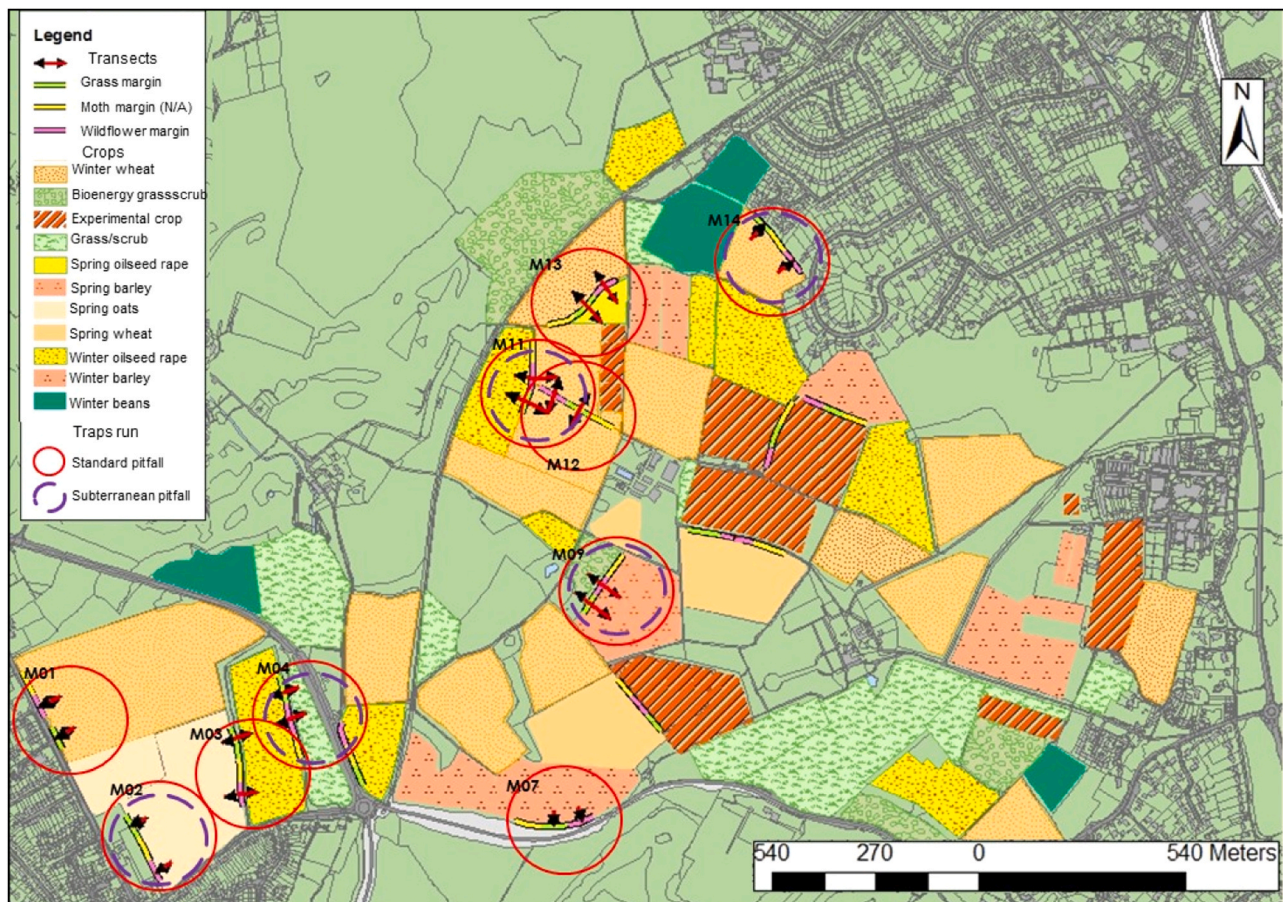 Legend
Transects
Grass margin
Moth margin (N/A)
Wildflower margin
Crops
Winter wheat
Bioenergy grassscrub
Experimental crop
Grass/scrub
Spring oilseed rape
Spring barley
Spring oats
Spring wheat
Winter oilseed rape
Winter barley
Winter beans
Traps run
Standard pitfall
Subterranean pitfall
N
M14
M13
M11
M12
M09
M01
M04
M03
M02
M07
540 270 0 540 Meters